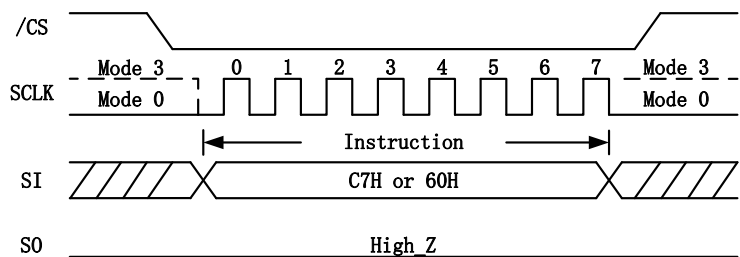 /CS
Mode 3 0 1 2 3 4 5 6 7 Mode 3
SCLK
Mode 0 Mode 0
Instruction
SI C7H or 60H
SO High_Z